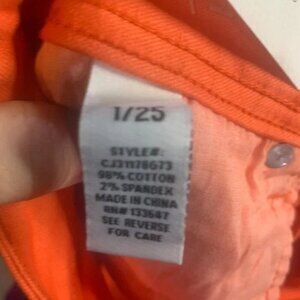 1/25
STYLE#:
CJ31178673
98% COTTON
2% SPANDEX
MADE IN CHINA
RN# 133647
SEE REVERSE
FOR CARE